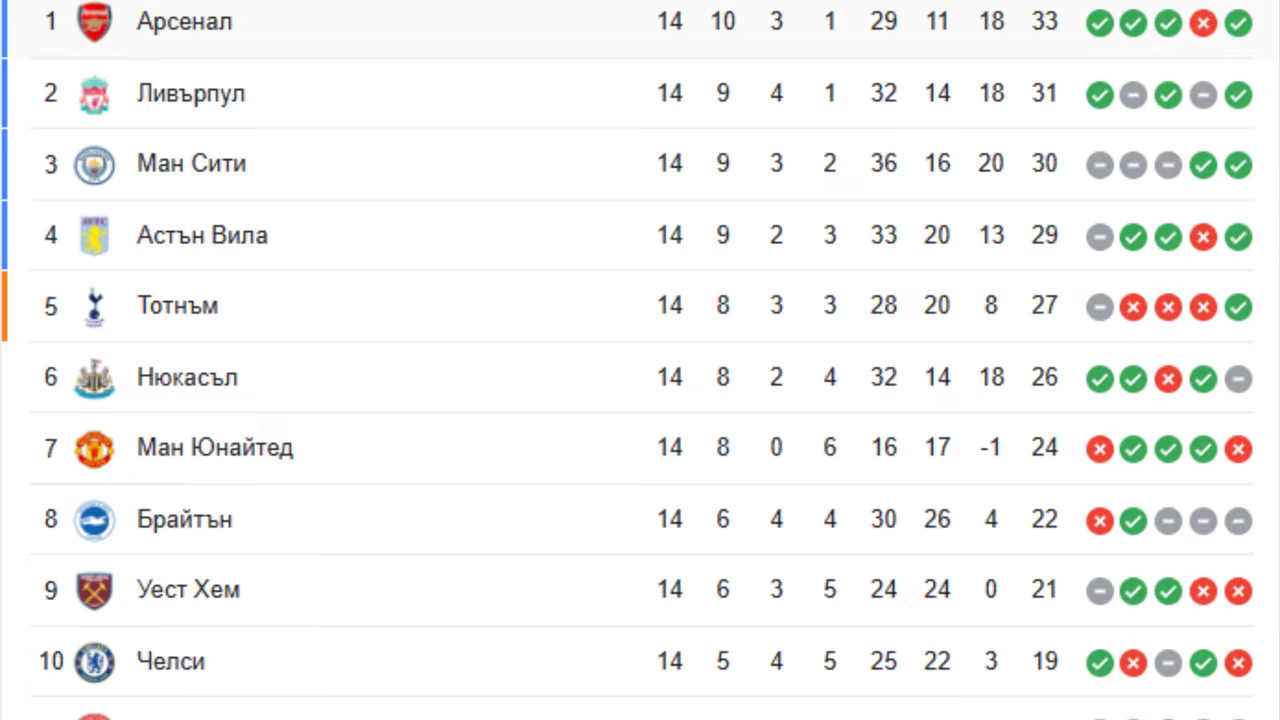 1 Арсенал 14 10 3 1 29 11 18 33
2 Ливърпул 14 9 4 1 32 14 18 31
3 Ман Сити 14 9 3 2 36 16 20 30
4 Астън Вила 14 9 2 3 33 20 13 29
5 Тотнъм 14 8 3 3 28 20 8 27
6 Нюкасъл 14 8 2 4 32 14 18 26
7 Ман Юнайтед 14 8 0 6 16 17 -1 24
8 Брайтън 14 6 4 4 30 26 4 22
9 Уест Хем 14 6 3 5 24 24 0 21
10 Челси 14 5 4 5 25 22 3 19